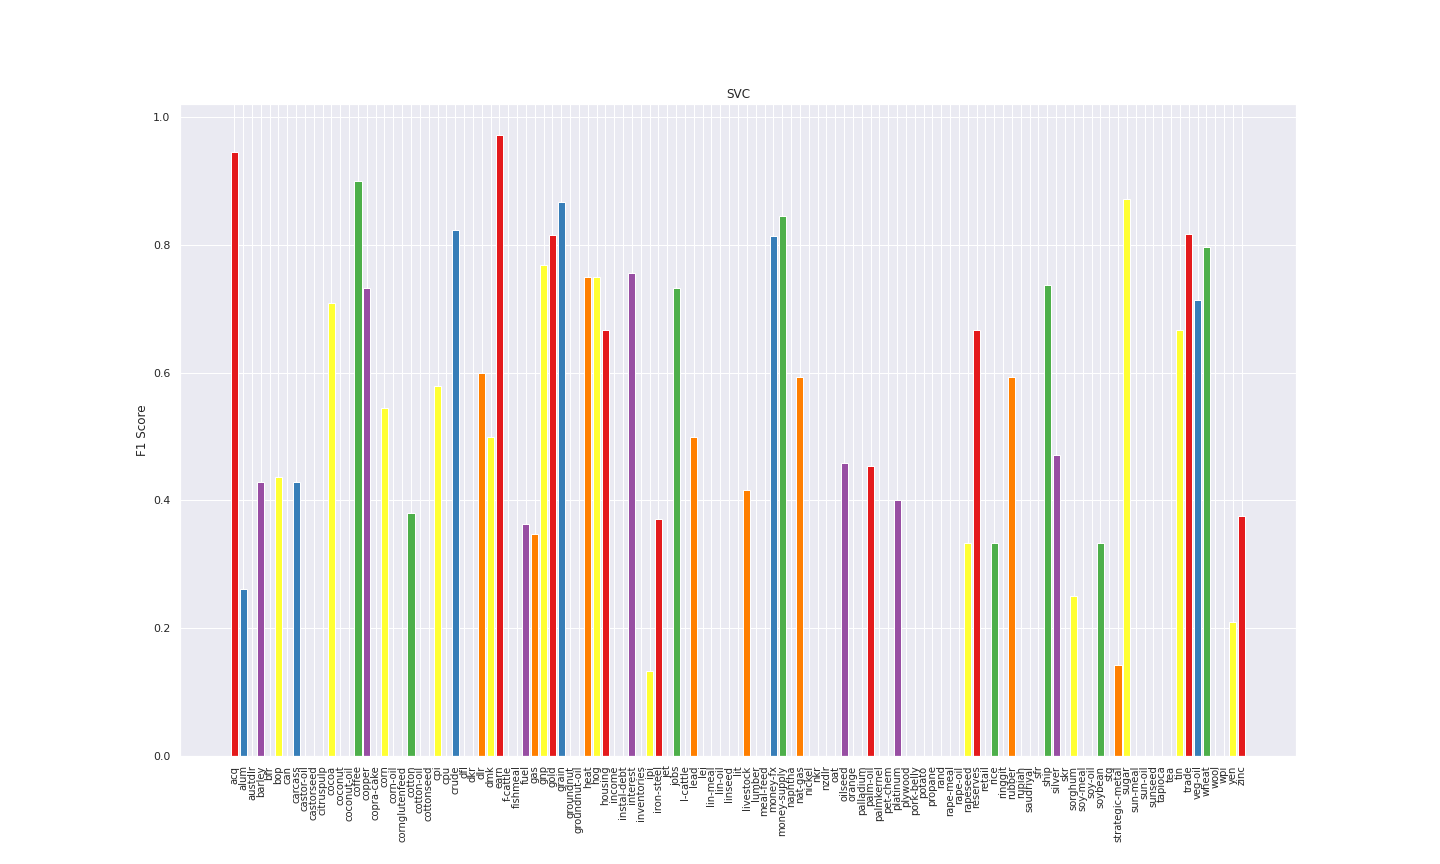 SVC
1.0
0.8
0.6
0.4
0.2
0.0
F1 Score
acq
alum
austdlr
barley
bfr
bop
can
carcass
castor-oil
castorseed
citruspulp
cocoa
coconut
coconut-oil
coffee
copper
copra-cake
corn
corn-oil
cornglutenfeed
cotton
cotton-oil
cottonseed
cpi
cpu
crude
dfl
dkr
dlr
dmk
earn
f-cattle
fishmeal
fuel
gas
gnp
gold
grain
groundnut
groundnut-oil
heat
hog
housing
income
instal-debt
interest
inventories
ipi
iron-steel
jet
jobs
l-cattle
lead
lei
lin-meal
lin-oil
linseed
lit
livestock
lumber
meal-feed
money-fx
money-supply
naphtha
nat-gas
nickel
nkr
nzdlr
oat
oilseed
orange
palladium
palm-oil
palmkernel
pet-chem
platinum
plywood
pork-belly
potato
propane
rand
rape-meal
rape-oil
rapeseed
reserves
retail
rice
ringgit
rubber
rupiah
saudriyal
sfr
ship
silver
skr
sorghum
soy-meal
soy-oil
soybean
stg
strategic-metal
sugar
sun-meal
sun-oil
sunseed
tapioca
tea
tin
trade
veg-oil
wheat
wool
wpi
yen
zinc